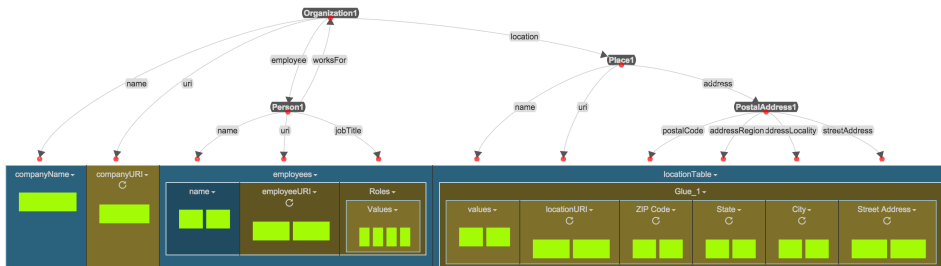 Organization1
location
employee worksFor
Place1
name uri
address
name uri
Person1
PostalAddress1
name uri jobTitle
postalCode addressRegion ddressLocality streetAddress
companyName companyURI employees locationTable
name employeeURI Roles
Glue_1
Values
values locationURI ZIP Code State City Street Address